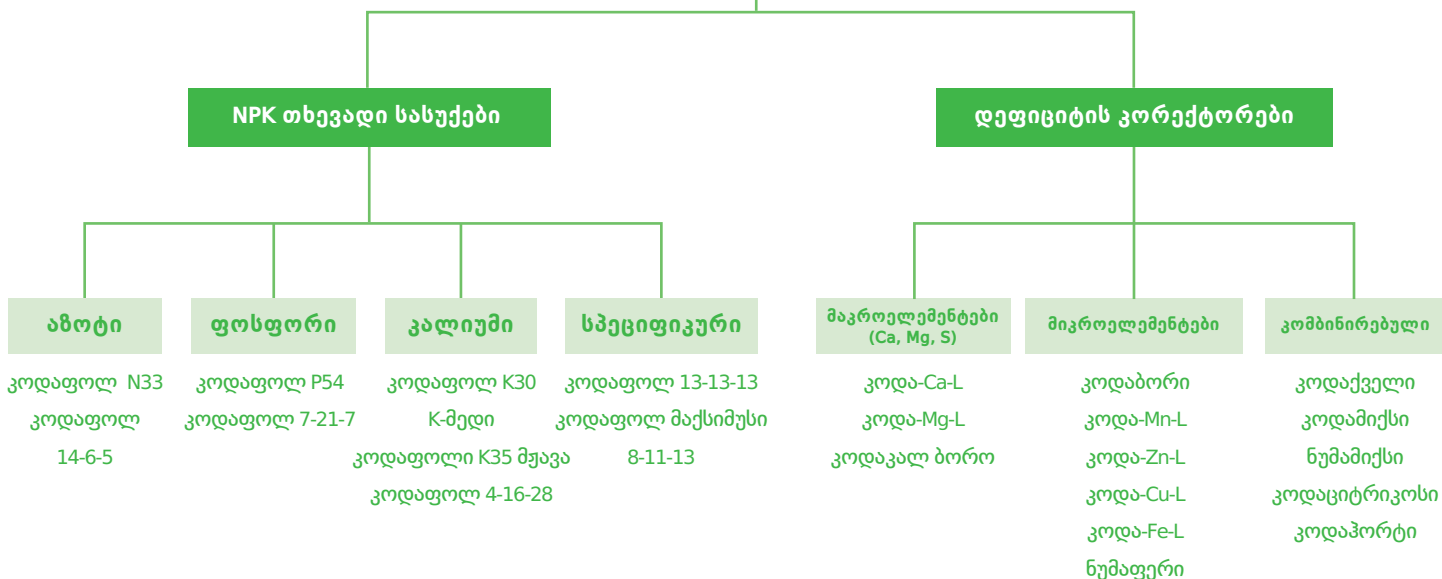 NPK თხევადი სასუქები
დეფიციტის კორექტორები
აზოტი
კოდაფოლ N33
კოდაფოლ
14-6-5
ფოსფორი
კოდაფოლ P54
კოდაფოლ 7-21-7
კალიუმი
კოდაფოლ K30
K-მედი
კოდაფოლი K35 მჟავა
კოდაფოლ 4-16-28
სპეციფიკური
კოდაფოლ 13-13-13
კოდაფოლ მაქსიმუსი
8-11-13
მაკროელემენტები
(Ca, Mg, S)
კოდა-Ca-L
კოდა-Mg-L
კოდაკალ ბორო
მიკროელემენტები
კოდაბორი
კოდა-Mn-L
კოდა-Zn-L
კოდა-Cu-L
კოდა-Fe-L
ნუმაფერი
კომბინირებული
კოდაქველი
კოდამიქსი
ნუმამიქსი
კოდაციტრიკოსი
კოდაჰორტი